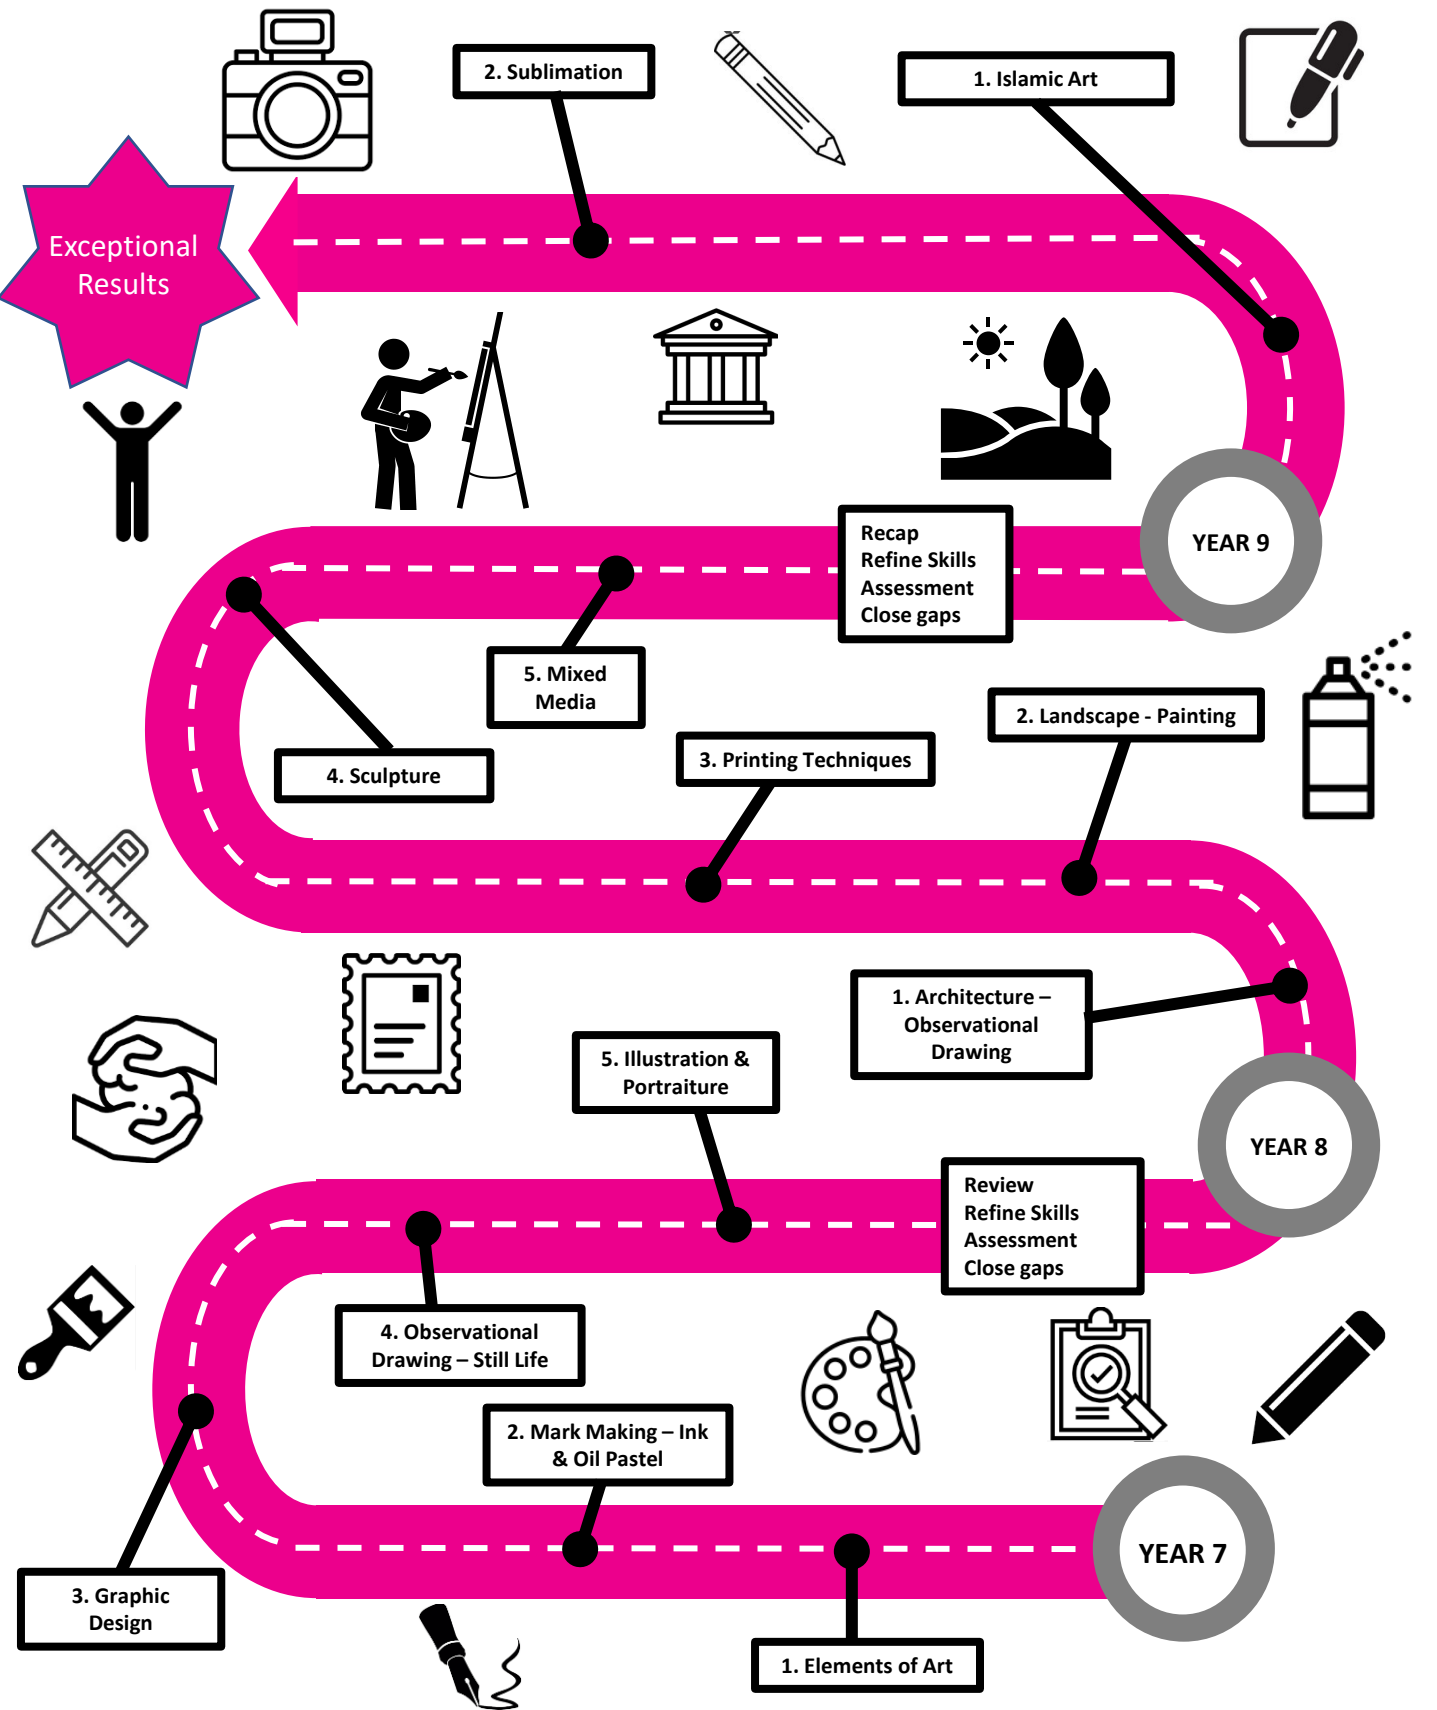 2. Sublimation
1. Islamic Art
Exceptional
Results
YEAR 9
Recap
Refine Skills
Assessment
Close gaps
5. Mixed
Media
4. Sculpture
3. Printing Techniques
2. Landscape - Painting
1. Architecture –
Observational
Drawing
5. Illustration &
Portraiture
YEAR 8
Review
Refine Skills
Assessment
Close gaps
4. Observational
Drawing – Still Life
2. Mark Making – Ink
& Oil Pastel
YEAR 7
3. Graphic
Design
1. Elements of Art